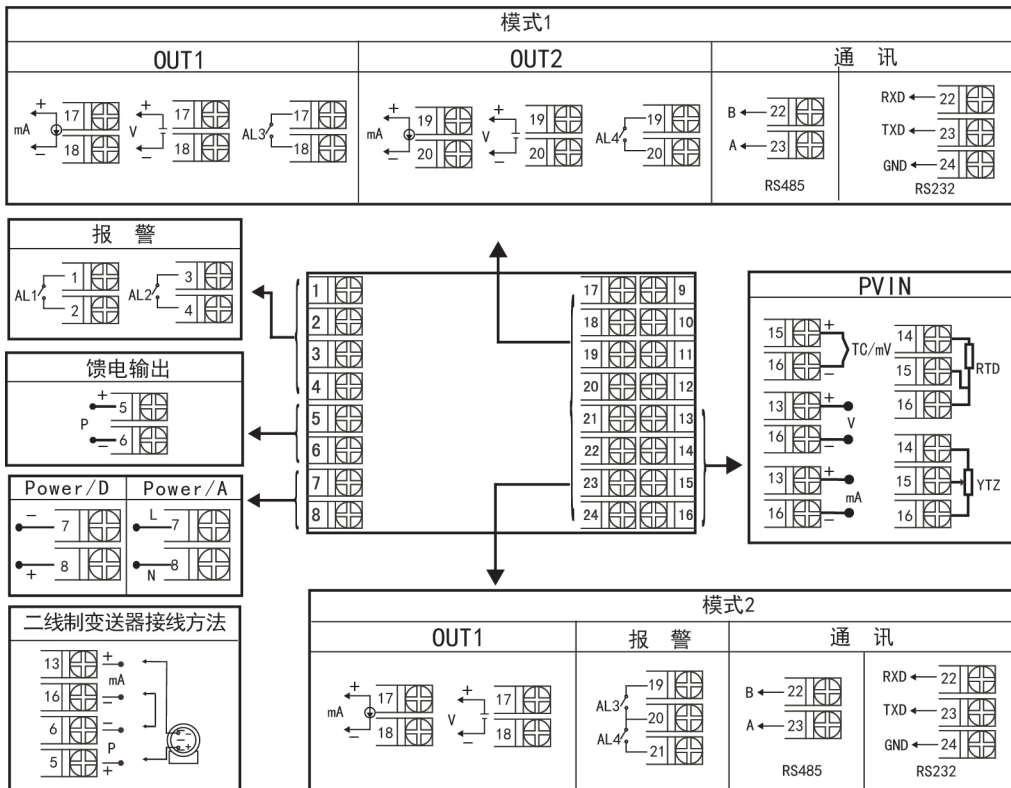 模式1
OUT1
OUT2
通 讯
+ 17
mA
- 18
+ 17
V
- 18
17
AL3
18
+ 19
mA
- 20
+ 19
V
- 20
19
AL4
20
B 22
A 23
RS485
RXD 22
TXD 23
GND 24
RS232
报 警
1
AL1
2
3
AL2
4
馈电输出
+ 5
P
- 6
Power/D
Power/A
- 7
+ 8
L 7
N 8
二线制变送器接线方法
13 +
mA
16 -
6 -
P
5 +
-
+
1
2
3
4
5
6
7
8
17 9
18 10
19 11
20 12
21 13
22 14
23 15
24 16
PVIN
15 +
TC/mV
16 -
13 +
V
16 -
13 +
mA
16 -
14
15 RTD
16
14
15 YTZ
16
模式2
OUT1
报 警
通 讯
+ 17
mA
- 18
+ 17
V
- 18
19
AL3
20
AL4
21
B 22
A 23
RS485
RXD 22
TXD 23
GND 24
RS232